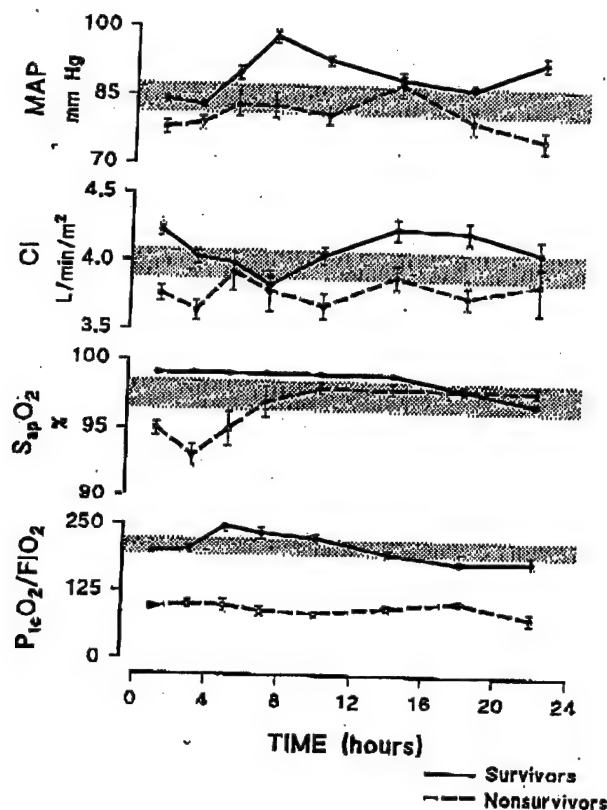 100
MAP
mm Hg
85
70
4.5
CI
L/min/m²
4.0
3.5
100
SapO2
%
95
90
250
PtcO2/FIO2
125
0
0 4 8 12 16 20 24
TIME (hours)
Survivors
Nonsurvivors